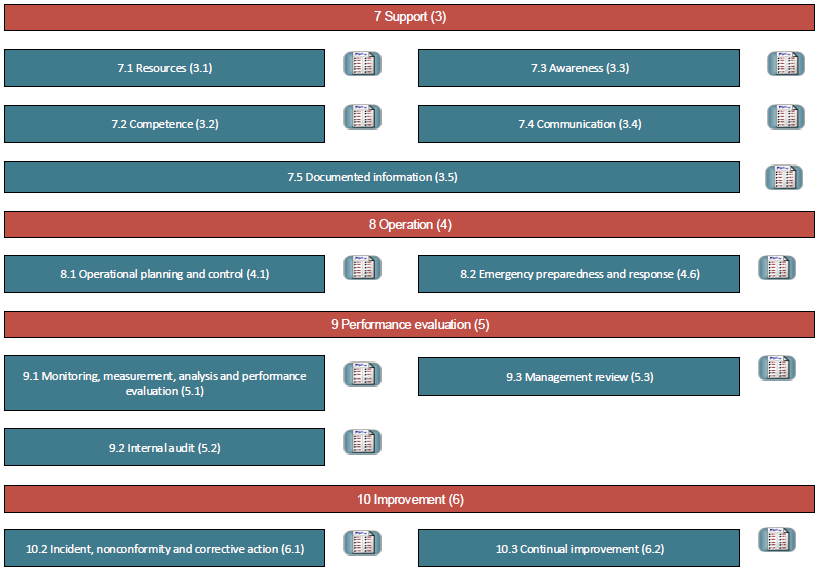 7 Support (3)
7.1 Resources (3.1)
7.3 Awareness (3.3)
7.2 Competence (3.2)
7.4 Communication (3.4)
7.5 Documented information (3.5)
8 Operation (4)
8.1 Operational planning and control (4.1)
8.2 Emergency preparedness and response (4.6)
9 Performance evaluation (5)
9.1 Monitoring, measurement, analysis and performance
evaluation (5.1)
9.3 Management review (5.3)
9.2 Internal audit (5.2)
10 Improvement (6)
10.2 Incident, nonconformity and corrective action (6.1)
10.3 Continual improvement (6.2)